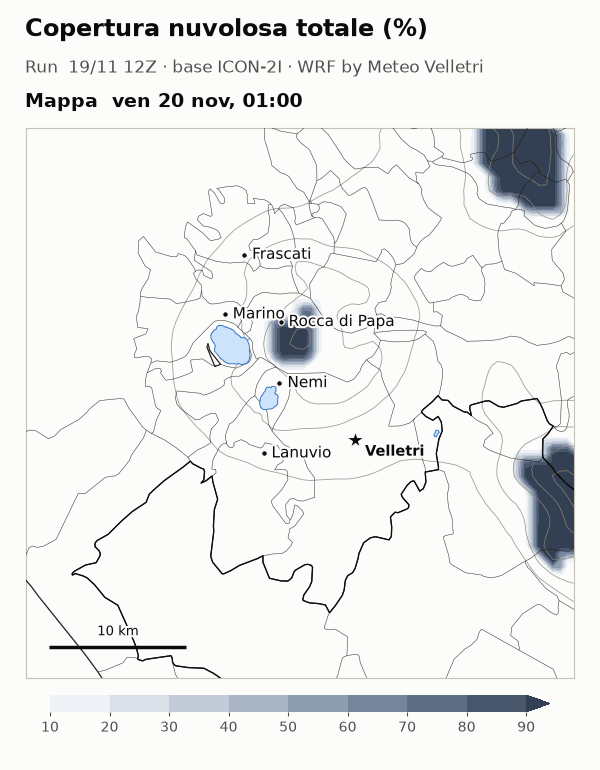 Copertura nuvolosa totale (%)
Run  19/11 12Z · base ICON-2I · WRF by Meteo Velletri
Mappa  ven 20 nov, 01:00
Frascati
Marino
Rocca di Papa
Nemi
Velletri
Lanuvio
10 km
10 20 30 40 50 60 70 80 90